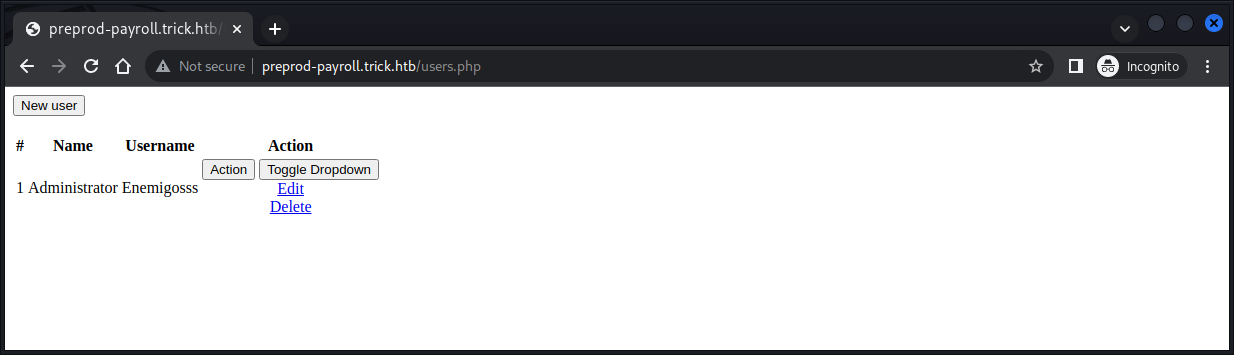 preprod-payroll.trick.htb/
Not secure preprod-payroll.trick.htb/users.php Incognito
New user
# Name Username Action
Action Toggle Dropdown
1 Administrator Enemigosss Edit
Delete